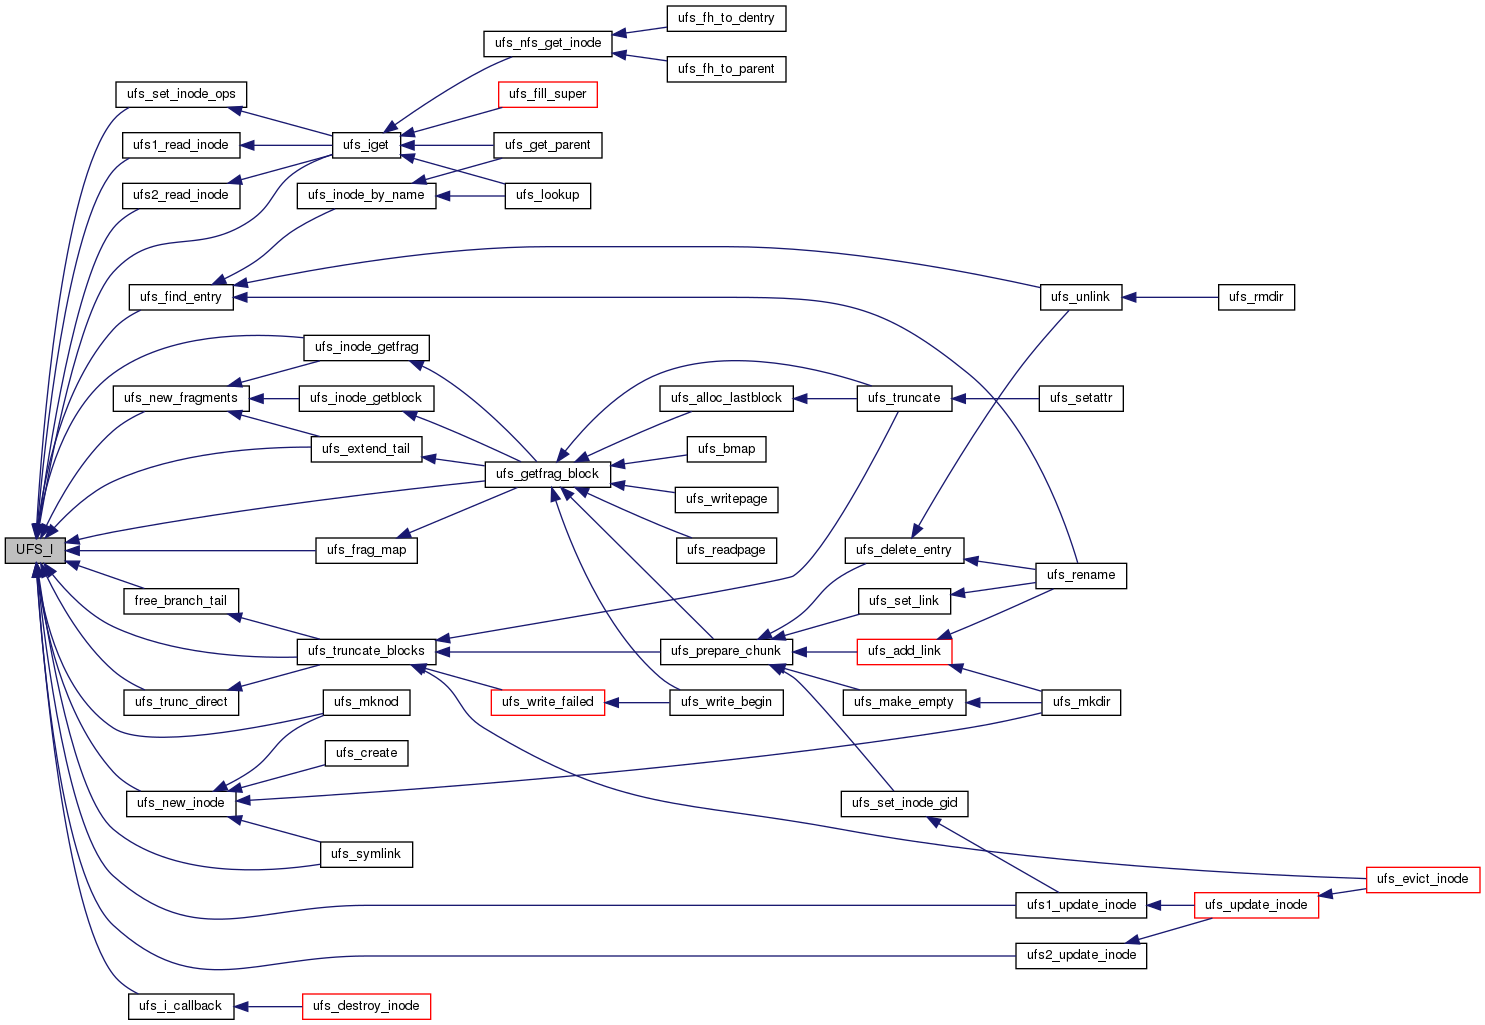 ufs_fh_to_dentry
ufs_nfs_get_inode
ufs_fh_to_parent
ufs_set_inode_ops
ufs_fill_super
ufs1_read_inode
ufs_iget
ufs_get_parent
ufs2_read_inode
ufs_inode_by_name
ufs_lookup
ufs_find_entry
ufs_unlink
ufs_rmdir
ufs_inode_getfrag
ufs_new_fragments
ufs_inode_getblock
ufs_alloc_lastblock
ufs_truncate
ufs_setattr
ufs_extend_tail
ufs_bmap
ufs_getfrag_block
ufs_writepage
UFS_I
ufs_frag_map
ufs_readpage
ufs_delete_entry
ufs_rename
free_branch_tail
ufs_set_link
ufs_truncate_blocks
ufs_prepare_chunk
ufs_add_link
ufs_trunc_direct
ufs_mknod
ufs_write_failed
ufs_write_begin
ufs_make_empty
ufs_mkdir
ufs_create
ufs_new_inode
ufs_set_inode_gid
ufs_symlink
ufs_evict_inode
ufs1_update_inode
ufs_update_inode
ufs2_update_inode
ufs_i_callback
ufs_destroy_inode